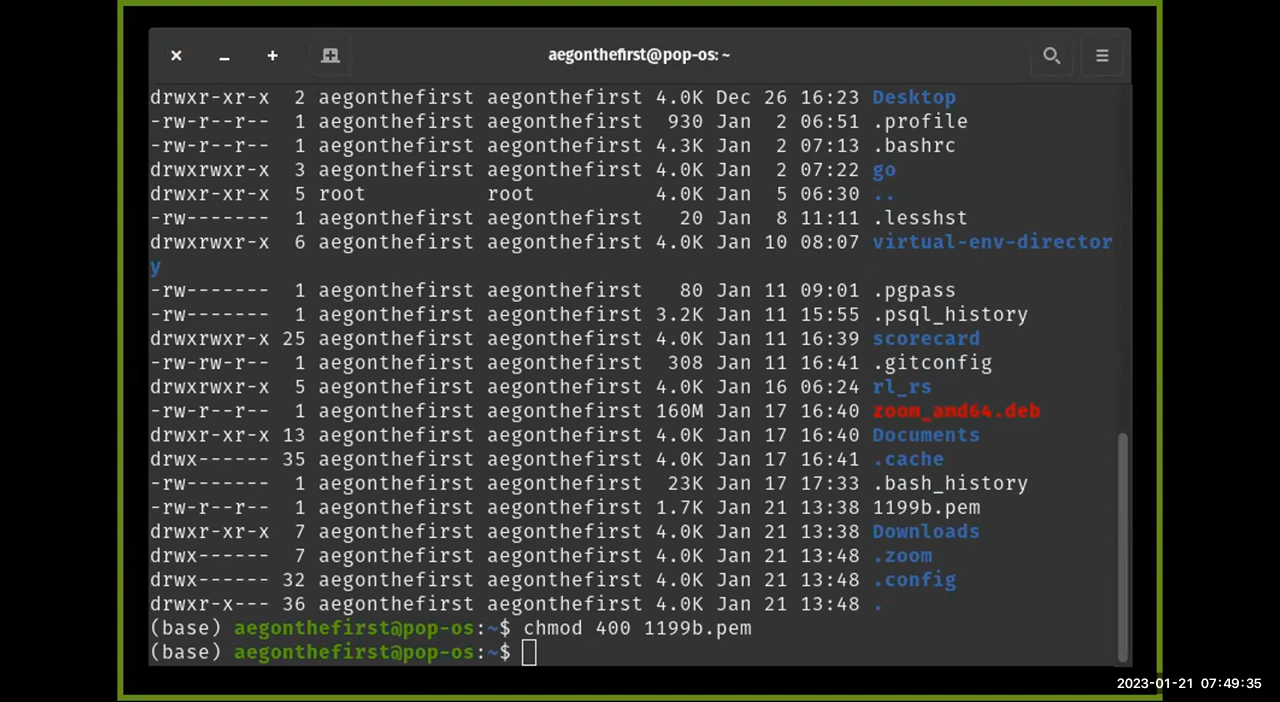 aegonthefirst@pop-os: ~
drwxr-xr-x  2 aegonthefirst aegonthefirst 4.0K Dec 26 16:23 Desktop
-rw-r--r--  1 aegonthefirst aegonthefirst  930 Jan  2 06:51 .profile
-rw-r--r--  1 aegonthefirst aegonthefirst 4.3K Jan  2 07:13 .bashrc
drwxrwxr-x  3 aegonthefirst aegonthefirst 4.0K Jan  2 07:22 go
drwxr-xr-x  5 root          root          4.0K Jan  5 06:30 ..
-rw-------  1 aegonthefirst aegonthefirst   20 Jan  8 11:11 .lesshst
drwxrwxr-x  6 aegonthefirst aegonthefirst 4.0K Jan 10 08:07 virtual-env-director
y
-rw-------  1 aegonthefirst aegonthefirst   80 Jan 11 09:01 .pgpass
-rw-------  1 aegonthefirst aegonthefirst 3.2K Jan 11 15:55 .psql_history
drwxrwxr-x 25 aegonthefirst aegonthefirst 4.0K Jan 11 16:39 scorecard
-rw-rw-r--  1 aegonthefirst aegonthefirst  308 Jan 11 16:41 .gitconfig
drwxrwxr-x  5 aegonthefirst aegonthefirst 4.0K Jan 16 06:24 rl_rs
-rw-r--r--  1 aegonthefirst aegonthefirst 160M Jan 17 16:40 zoom_amd64.deb
drwxr-xr-x 13 aegonthefirst aegonthefirst 4.0K Jan 17 16:40 Documents
drwx------ 35 aegonthefirst aegonthefirst 4.0K Jan 17 16:41 .cache
-rw-------  1 aegonthefirst aegonthefirst  23K Jan 17 17:33 .bash_history
-rw-r--r--  1 aegonthefirst aegonthefirst 1.7K Jan 21 13:38 1199b.pem
drwxr-xr-x  7 aegonthefirst aegonthefirst 4.0K Jan 21 13:38 Downloads
drwx------  7 aegonthefirst aegonthefirst 4.0K Jan 21 13:48 .zoom
drwx------ 32 aegonthefirst aegonthefirst 4.0K Jan 21 13:48 .config
drwxr-x--- 36 aegonthefirst aegonthefirst 4.0K Jan 21 13:48 .
(base) aegonthefirst@pop-os:~$ chmod 400 1199b.pem
(base) aegonthefirst@pop-os:~$
2023-01-21 07:49:35